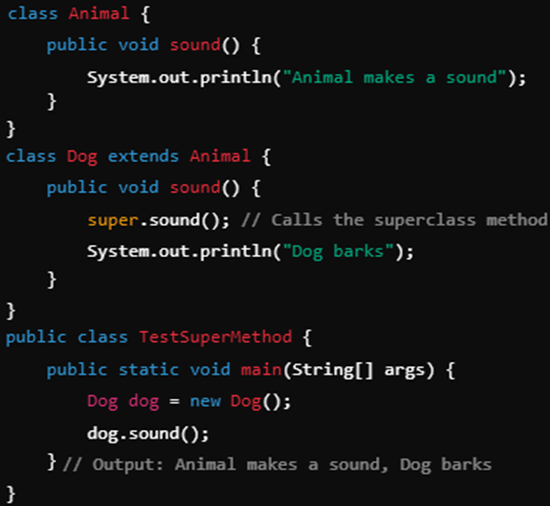 class Animal {
    public void sound() {
        System.out.println("Animal makes a sound");
    }
}
class Dog extends Animal {
    public void sound() {
        super.sound(); // Calls the superclass method
        System.out.println("Dog barks");
    }
}
public class TestSuperMethod {
    public static void main(String[] args) {
        Dog dog = new Dog();
        dog.sound();
    } // Output: Animal makes a sound, Dog barks
}